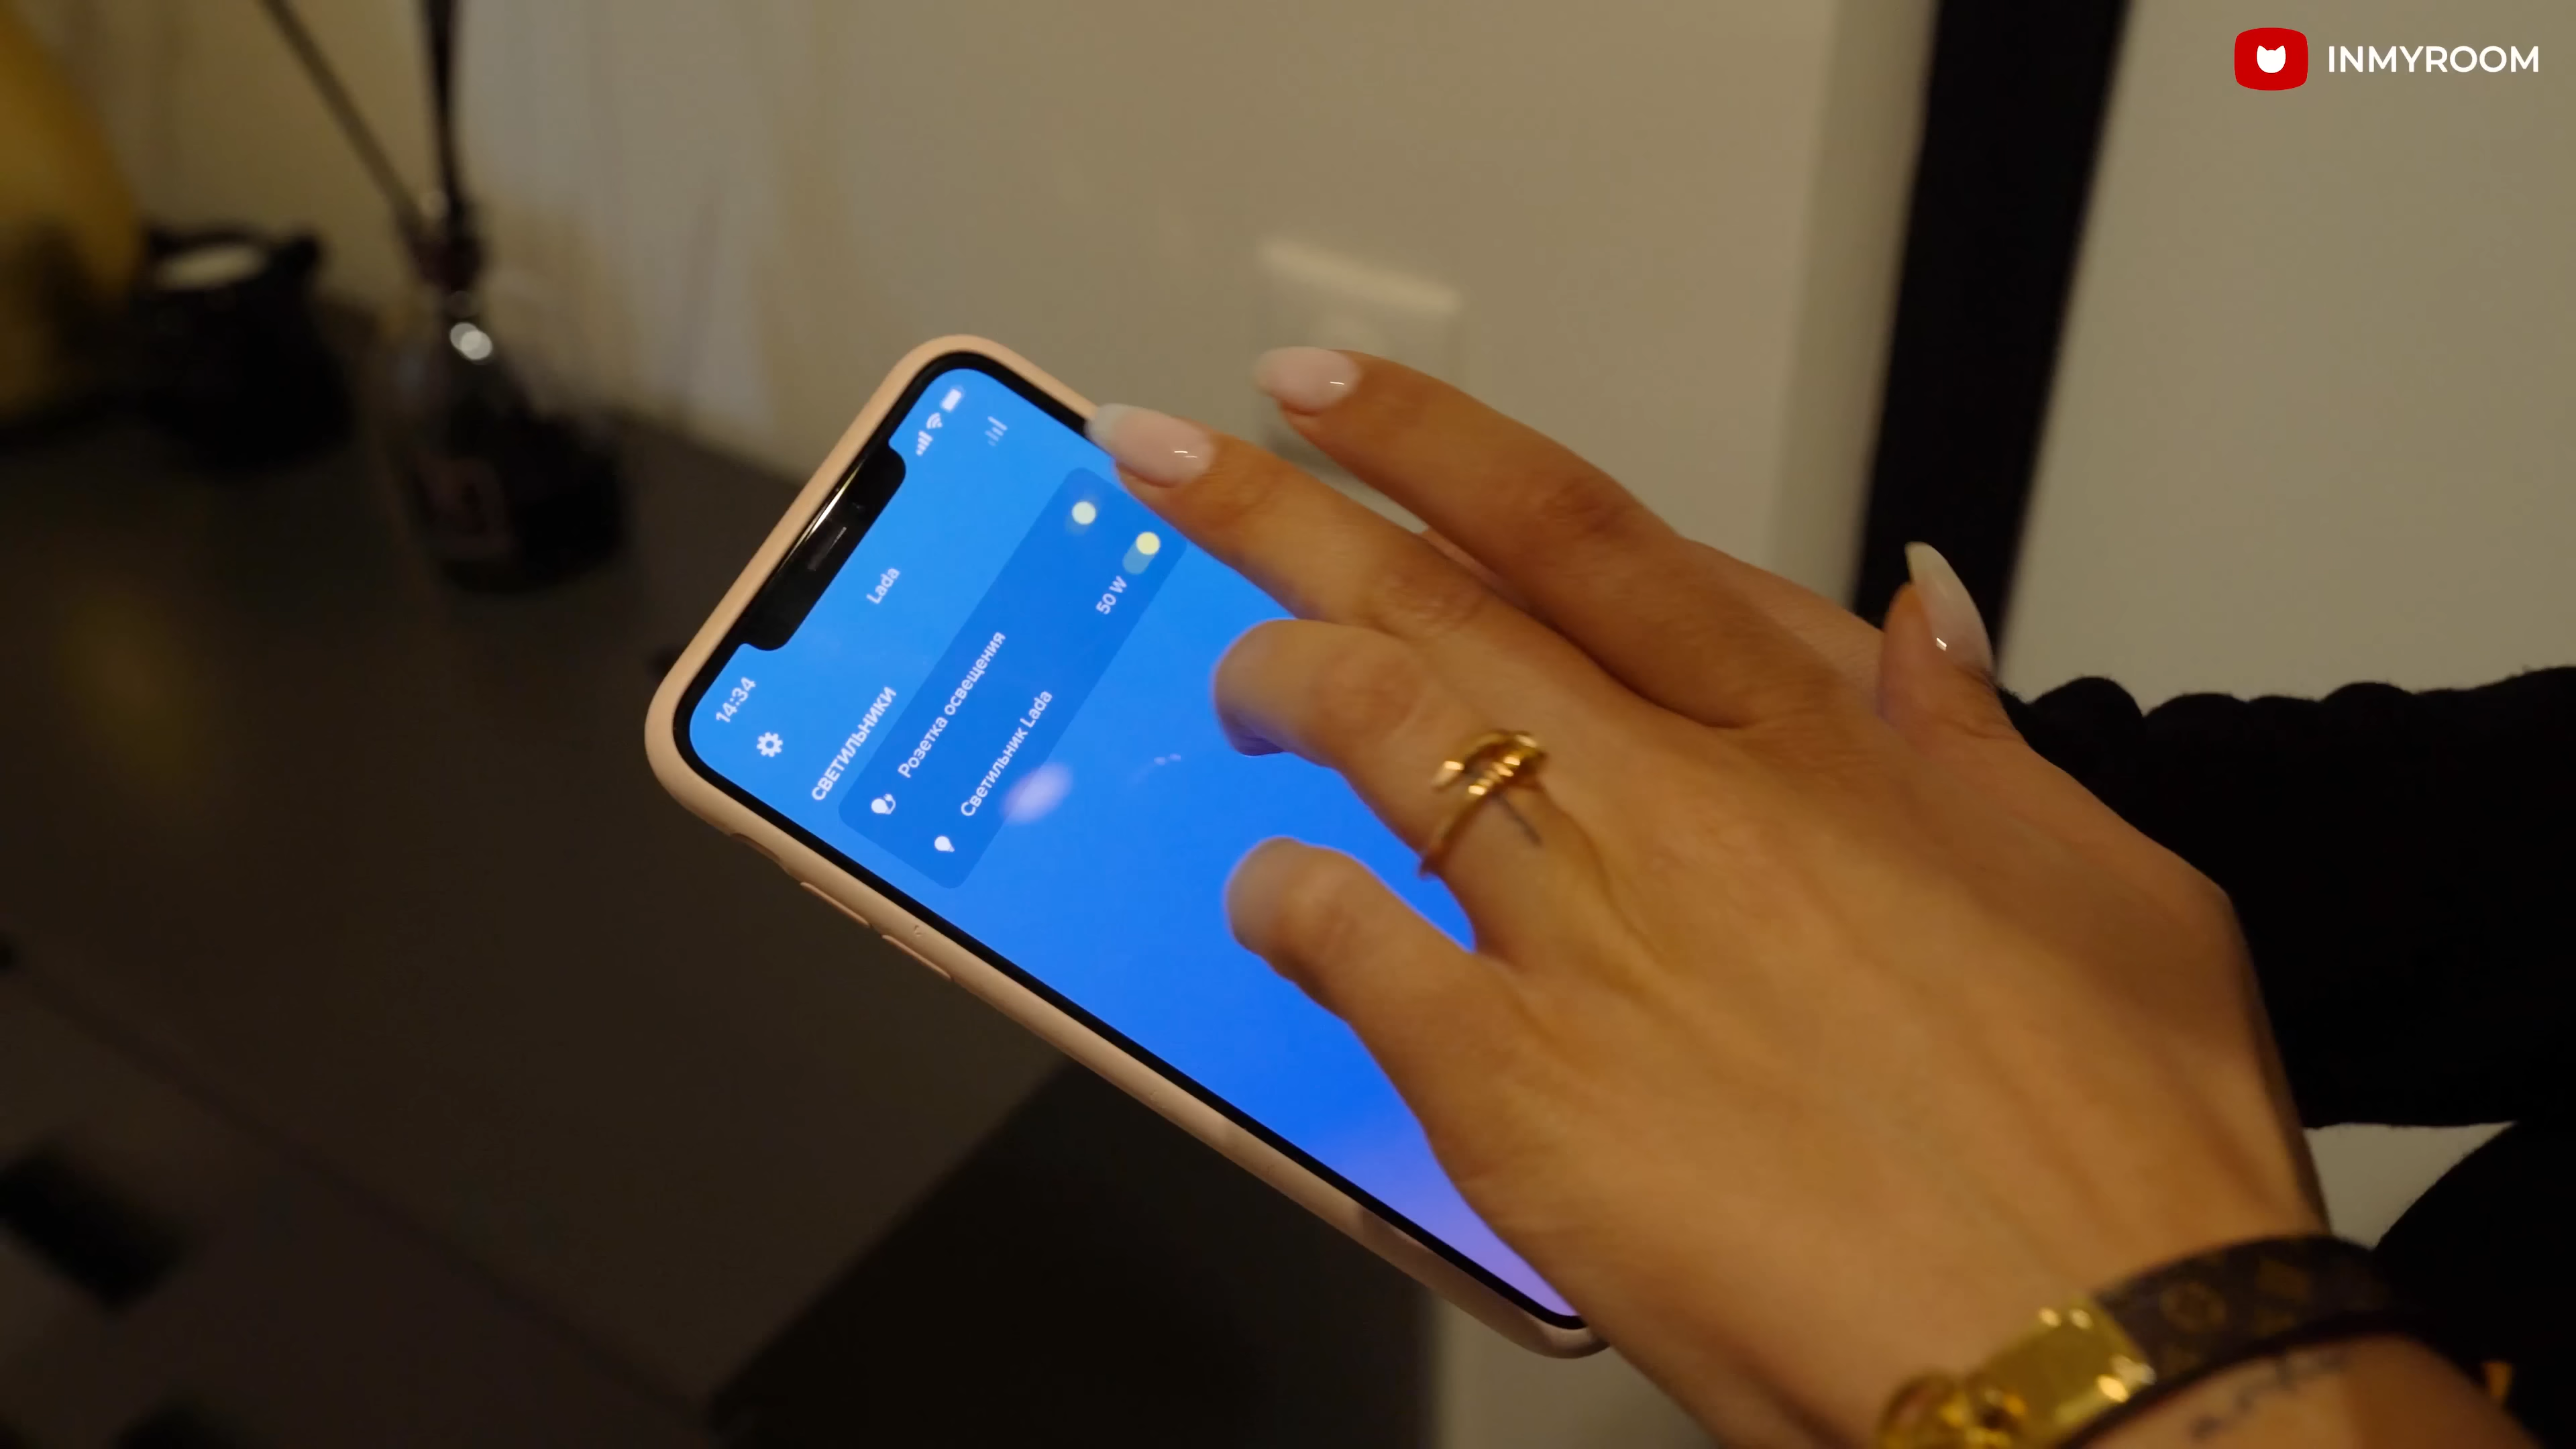 INMYROOM
14:34
Lada
СВЕТИЛЬНИКИ
Розетка освещения
50 W
Светильник Lada